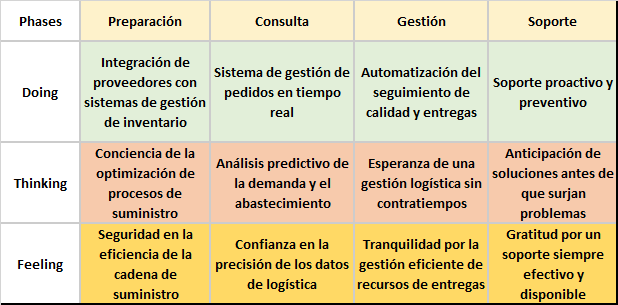 Phases Preparación Consulta Gestión Soporte
Doing
Integración de
proveedores con
sistemas de gestión
de inventario
Sistema de gestión de
pedidos en tiempo
real
Automatización del
seguimiento de
calidad y entregas
Soporte proactivo y
preventivo
Thinking
Conciencia de la
optimización de
procesos de
suministro
Análisis predictivo de
la demanda y el
abastecimiento
Esperanza de una
gestión logística sin
contratiempos
Anticipación de
soluciones antes de
que surjan
problemas
Feeling
Seguridad en la
eficiencia de la
cadena de
suministro
Confianza en la
precisión de los datos
de logística
Tranquilidad por la
gestión eficiente de
recursos de entregas
Gratitud por un
soporte siempre
efectivo y
disponible